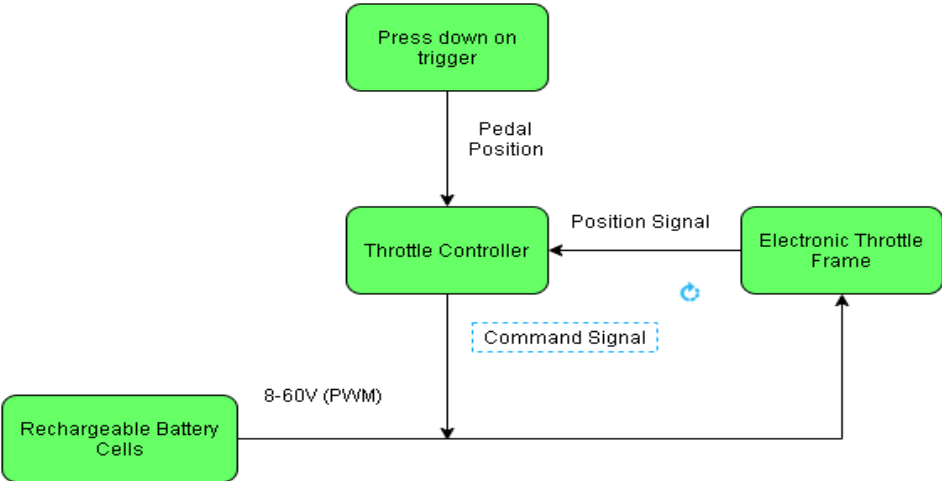 Press down on
trigger
Pedal
Position
Position Signal
Throttle Controller
Electronic Throttle
Frame
Command Signal
8-60V (PWM)
Rechargeable Battery
Cells